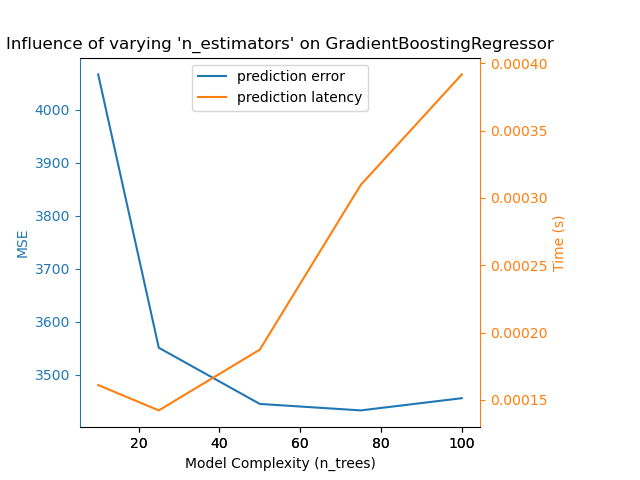 Influence of varying 'n_estimators' on GradientBoostingRegressor
prediction error
prediction latency
4000
3900
3800
3700
3600
3500
MSE
0.00040
0.00035
0.00030
0.00025
0.00020
0.00015
Time (s)
20 40 60 80 100
Model Complexity (n_trees)